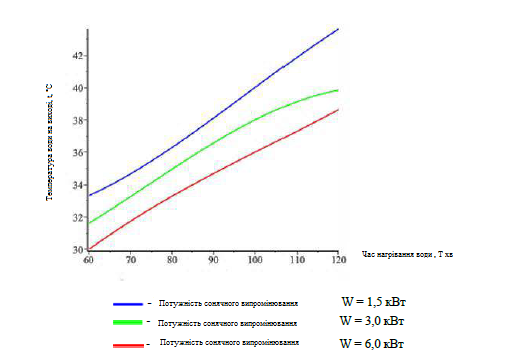 Температура води на виході, t, °C
42
40
38
36
34
32
30
60 70 80 90 100 110 120
Час нагрівання води , Т хв
- Потужність сонячного випромінювання W = 1,5 кВт
- Потужність сонячного випромінювання W = 3,0 кВт
- Потужність сонячного випромінювання W = 6,0 кВт